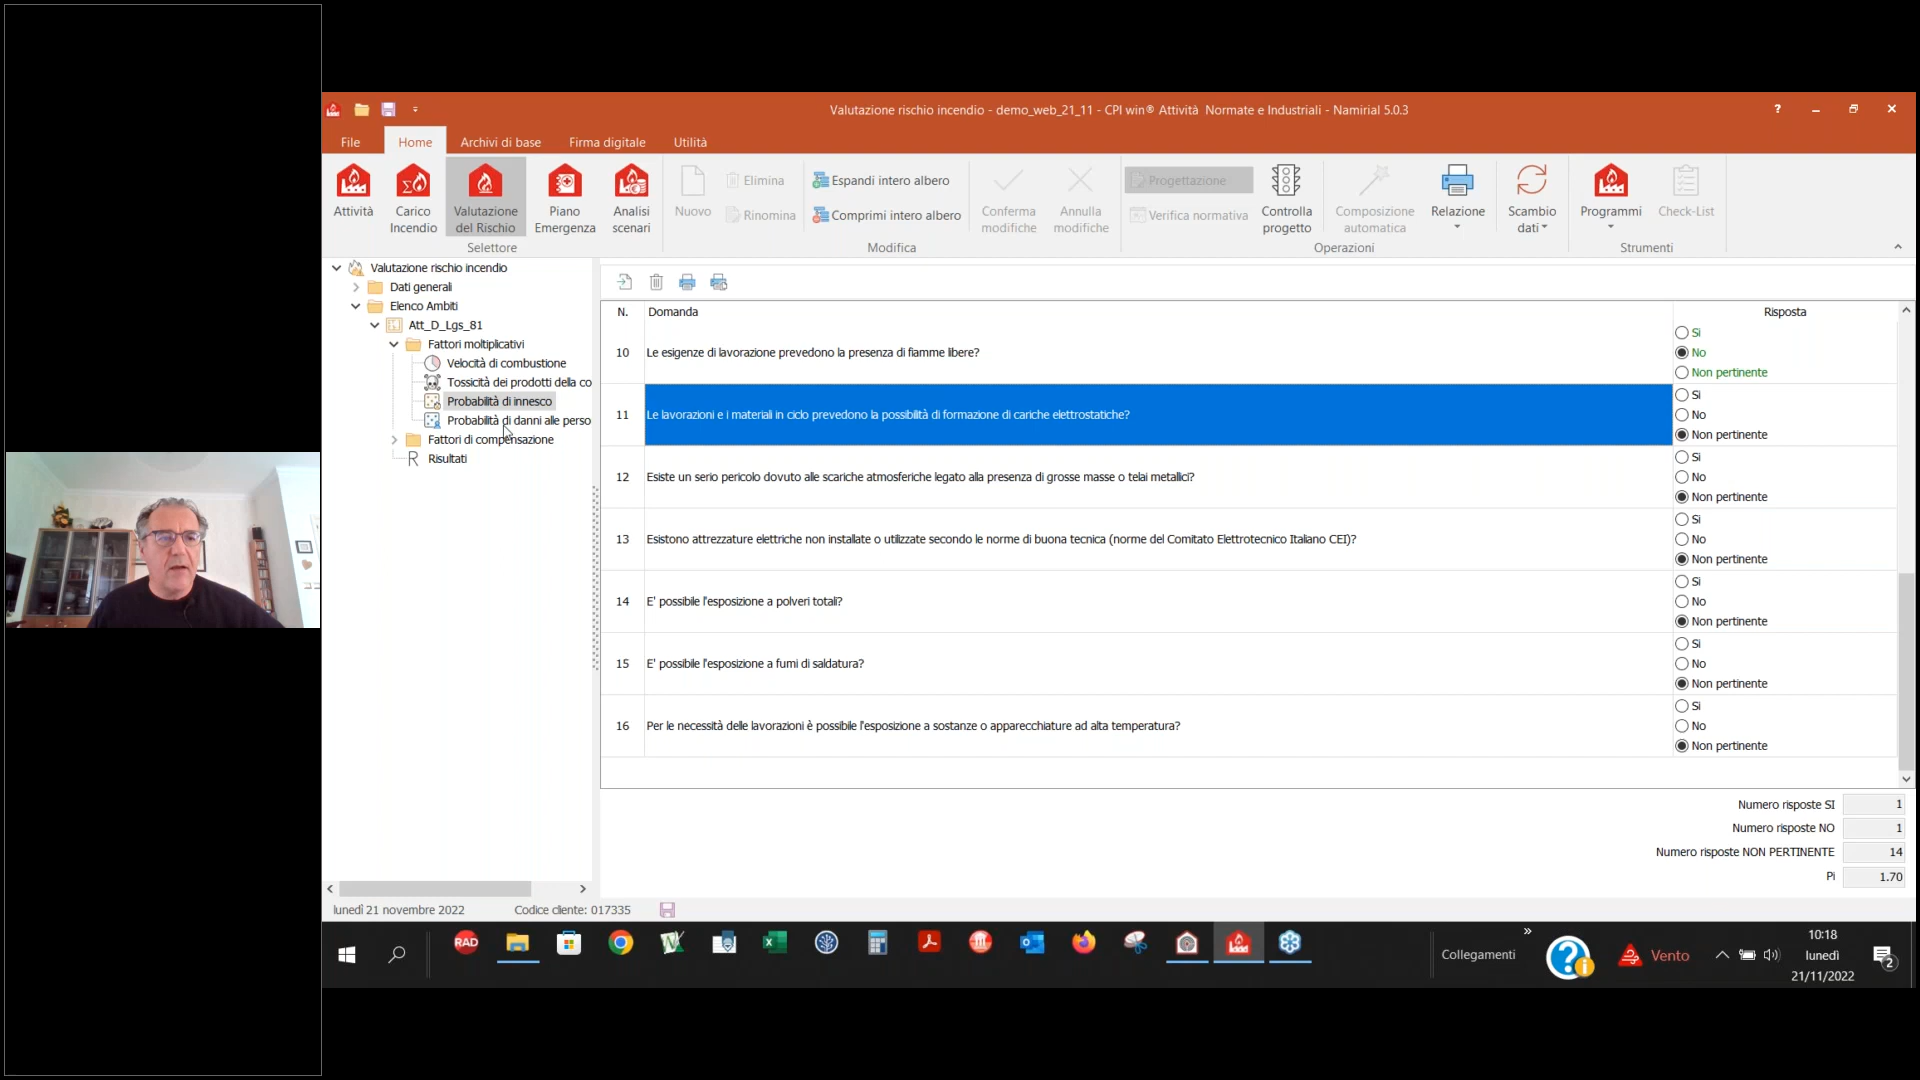 Valutazione rischio incendio - demo_web_21_11 - CPI win® Attività Normate e Industriali - Namirial 5.0.3
File
Home
Archivi di base
Firma digitale
Utilità
Attività
Carico Incendio
Valutazione del Rischio
Piano Emergenza
Analisi scenari
Selettore
Nuovo
Elimina
Rinomina
Espandi intero albero
Comprimi intero albero
Conferma modifiche
Annulla modifiche
Modifica
Progettazione
Verifica normativa
Controlla progetto
Composizione automatica
Relazione
Operazioni
Scambio dati
Programmi
Check-List
Strumenti
Valutazione rischio incendio
Dati generali
Elenco Ambiti
Att_D_Lgs_81
Fattori moltiplicativi
Velocità di combustione
Tossicità dei prodotti della co
Probabilità di innesco
Probabilità di danni alle perso
Fattori di compensazione
R Risultati
N. Domanda Risposta
10 Le esigenze di lavorazione prevedono la presenza di fiamme libere?
Si
No
Non pertinente
11 Le lavorazioni e i materiali in ciclo prevedono la possibilità di formazione di cariche elettrostatiche?
Si
No
Non pertinente
12 Esiste un serio pericolo dovuto alle scariche atmosferiche legato alla presenza di grosse masse o telai metallici?
Si
No
Non pertinente
13 Esistono attrezzature elettriche non installate o utilizzate secondo le norme di buona tecnica (norme del Comitato Elettrotecnico Italiano CEI)?
Si
No
Non pertinente
14 E' possibile l'esposizione a polveri totali?
Si
No
Non pertinente
15 E' possibile l'esposizione a fumi di saldatura?
Si
No
Non pertinente
16 Per le necessità delle lavorazioni è possibile l'esposizione a sostanze o apparecchiature ad alta temperatura?
Si
No
Non pertinente
Numero risposte SI 1
Numero risposte NO 1
Numero risposte NON PERTINENTE 14
Pi 1.70
lunedì 21 novembre 2022
Codice cliente: 017335
RAD
Collegamenti
Vento
10:18
lunedì
21/11/2022
2